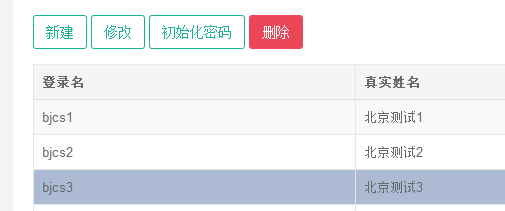 新建 修改 初始化密码 删除
登录名 真实姓名
bjcs1 北京测试1
bjcs2 北京测试2
bjcs3 北京测试3